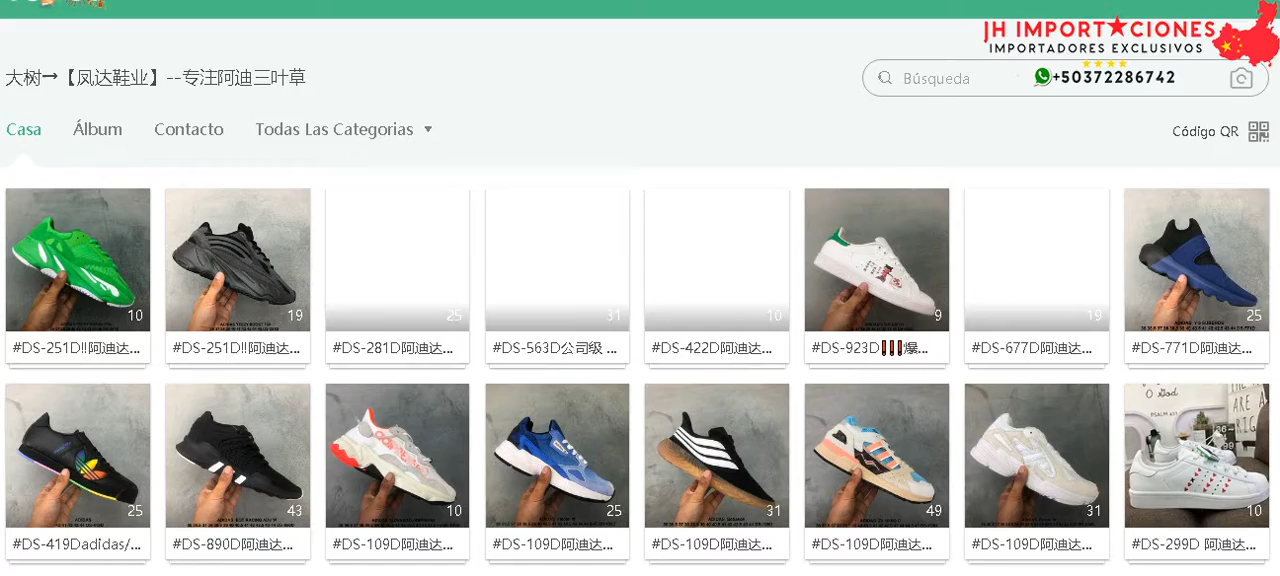 JH IMPORT★CIONES
IMPORTADORES EXCLUSIVOS
大树→【凤达鞋业】--专注阿迪三叶草
Búsqueda
+50372286742
Casa
Álbum
Contacto
Todas Las Categorias
Código QR
10
19
25
31
10
9
19
25
#DS-251D!!阿迪达...
#DS-251D!!阿迪达...
#DS-281D阿迪达...
#DS-563D公司级 ...
#DS-422D阿迪达...
#DS-923D❗❗❗爆...
#DS-677D阿迪达...
#DS-771D阿迪达...
25
43
10
25
31
49
31
10
#DS-419Dadidas/...
#DS-890D阿迪达...
#DS-109D阿迪达...
#DS-109D阿迪达...
#DS-109D阿迪达...
#DS-109D阿迪达...
#DS-109D阿迪达...
#DS-299D 阿迪达...